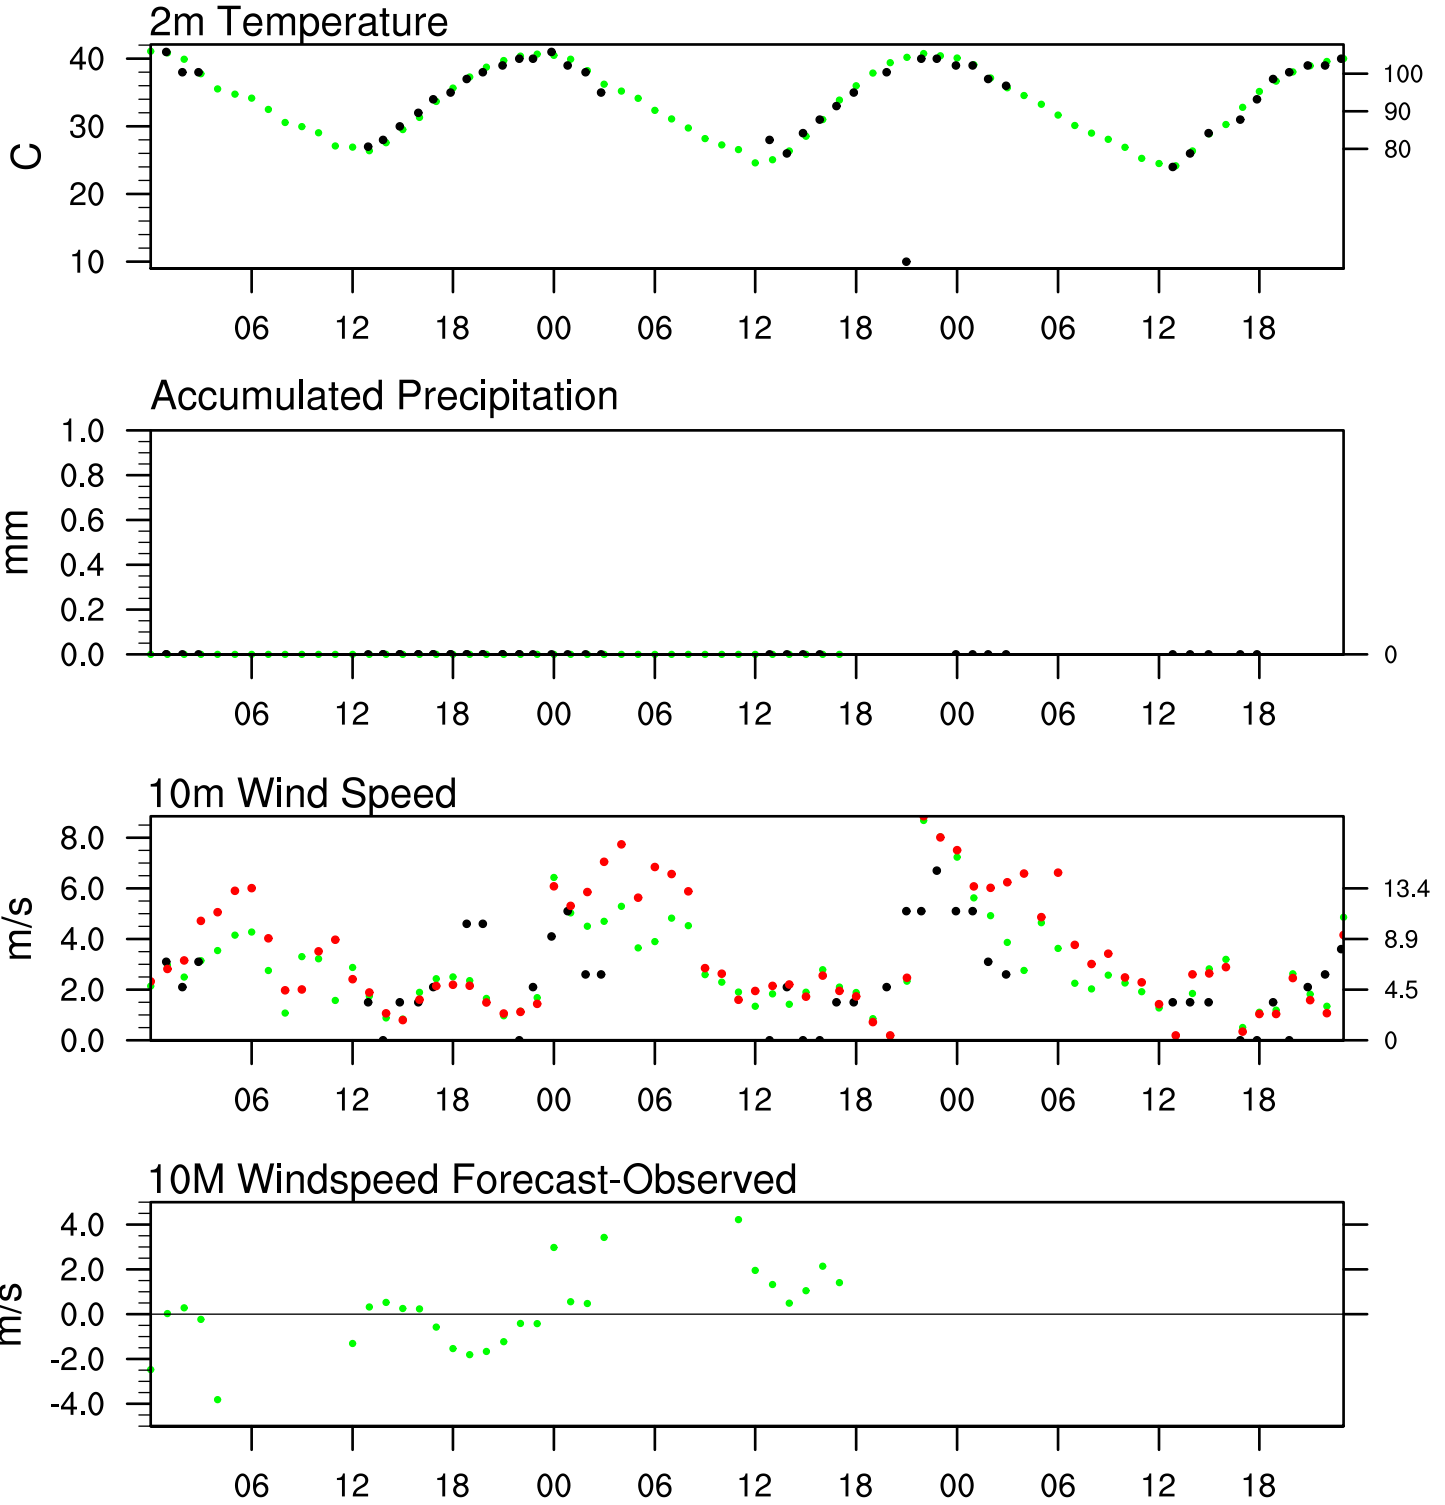 2m Temperature
40
30
20
10
C
100
90
80
06 12 18 00 06 12 18 00 06 12 18
Accumulated Precipitation
1.0
0.8
0.6
0.4
0.2
0.0
mm
0
06 12 18 00 06 12 18 00 06 12 18
10m Wind Speed
8.0
6.0
4.0
2.0
0.0
m/s
13.4
8.9
4.5
0
06 12 18 00 06 12 18 00 06 12 18
10M Windspeed Forecast-Observed
4.0
2.0
0.0
-2.0
-4.0
m/s
06 12 18 00 06 12 18 00 06 12 18